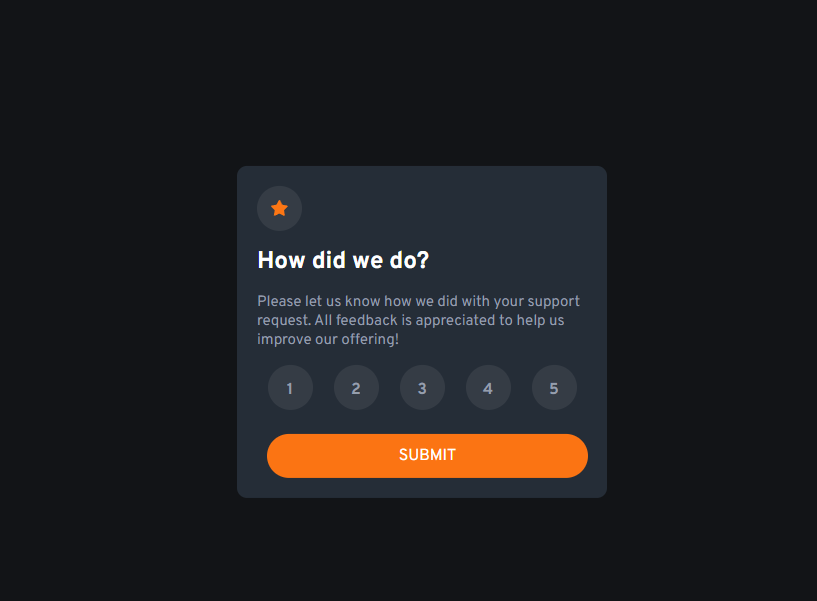 How did we do?
Please let us know how we did with your support
request. All feedback is appreciated to help us
improve our offering!
1 2 3 4 5
SUBMIT